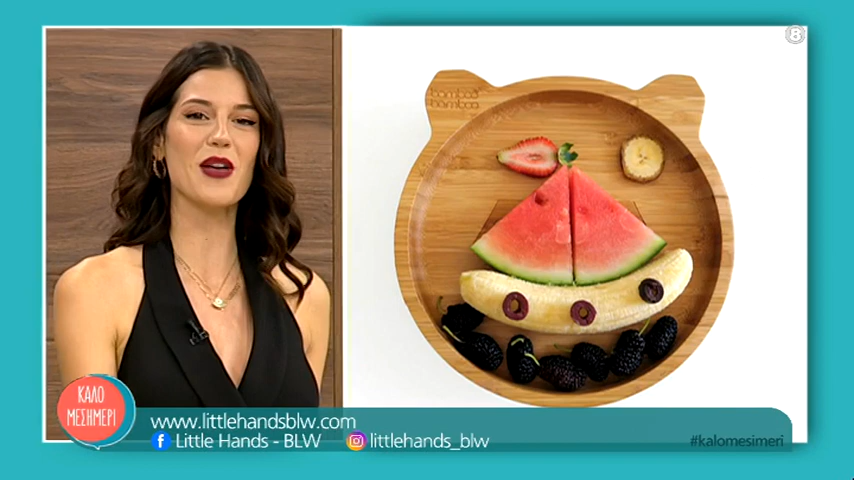 8
bamboo
bamboo
ΚΑΛΟ
ΜΕΣΗΜΕΡΙ
www.littlehandsblw.com
f Little Hands - BLW littlehands_blw
#kalomesimeri